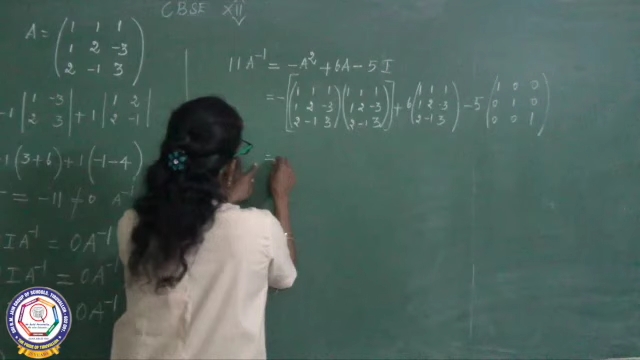 CBSE XII
A = ( 1 1 1
1 2 -3
2 -1 3 )
-1 | 1 -3 | + 1 | 1 2 |
| 2 3 | | 2 -1 |
-1 (3+6) + 1 (-1-4)
= -11 ≠ 0 A⁻¹
IA⁻¹ = 0A⁻¹
IA⁻¹ = 0A⁻¹
0A⁻¹
11A⁻¹ = -A² + 6A - 5I
= - [ ( 1 1 1 ) ( 1 1 1 ) ] + 6 ( 1 1 1 ) - 5 ( 1 0 0 )
1 2 -3 1 2 -3 1 2 -3 0 1 0
2 -1 3 2 -1 3 2 -1 3 0 0 1
=